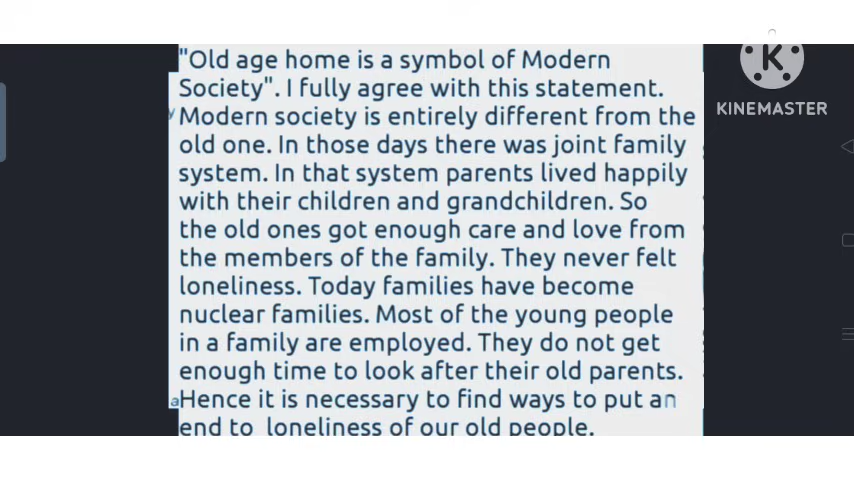 "Old age home is a symbol of Modern
Society". I fully agree with this statement.
Modern society is entirely different from the
old one. In those days there was joint family
system. In that system parents lived happily
with their children and grandchildren. So
the old ones got enough care and love from
the members of the family. They never felt
loneliness. Today families have become
nuclear families. Most of the young people
in a family are employed. They do not get
enough time to look after their old parents.
Hence it is necessary to find ways to put an
end to loneliness of our old people.
K
KINEMASTER